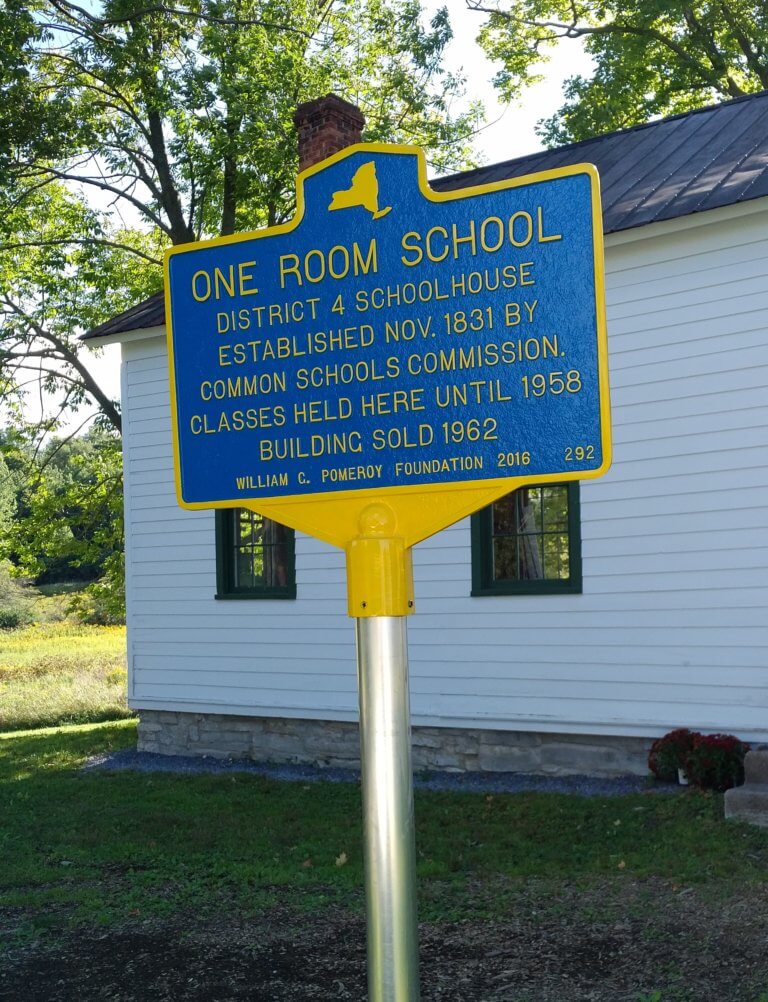 ONE ROOM SCHOOL
DISTRICT 4 SCHOOLHOUSE
ESTABLISHED NOV. 1831 BY
COMMON SCHOOLS COMMISSION.
CLASSES HELD HERE UNTIL 1958
BUILDING SOLD 1962
WILLIAM G. POMEROY FOUNDATION 2016 292